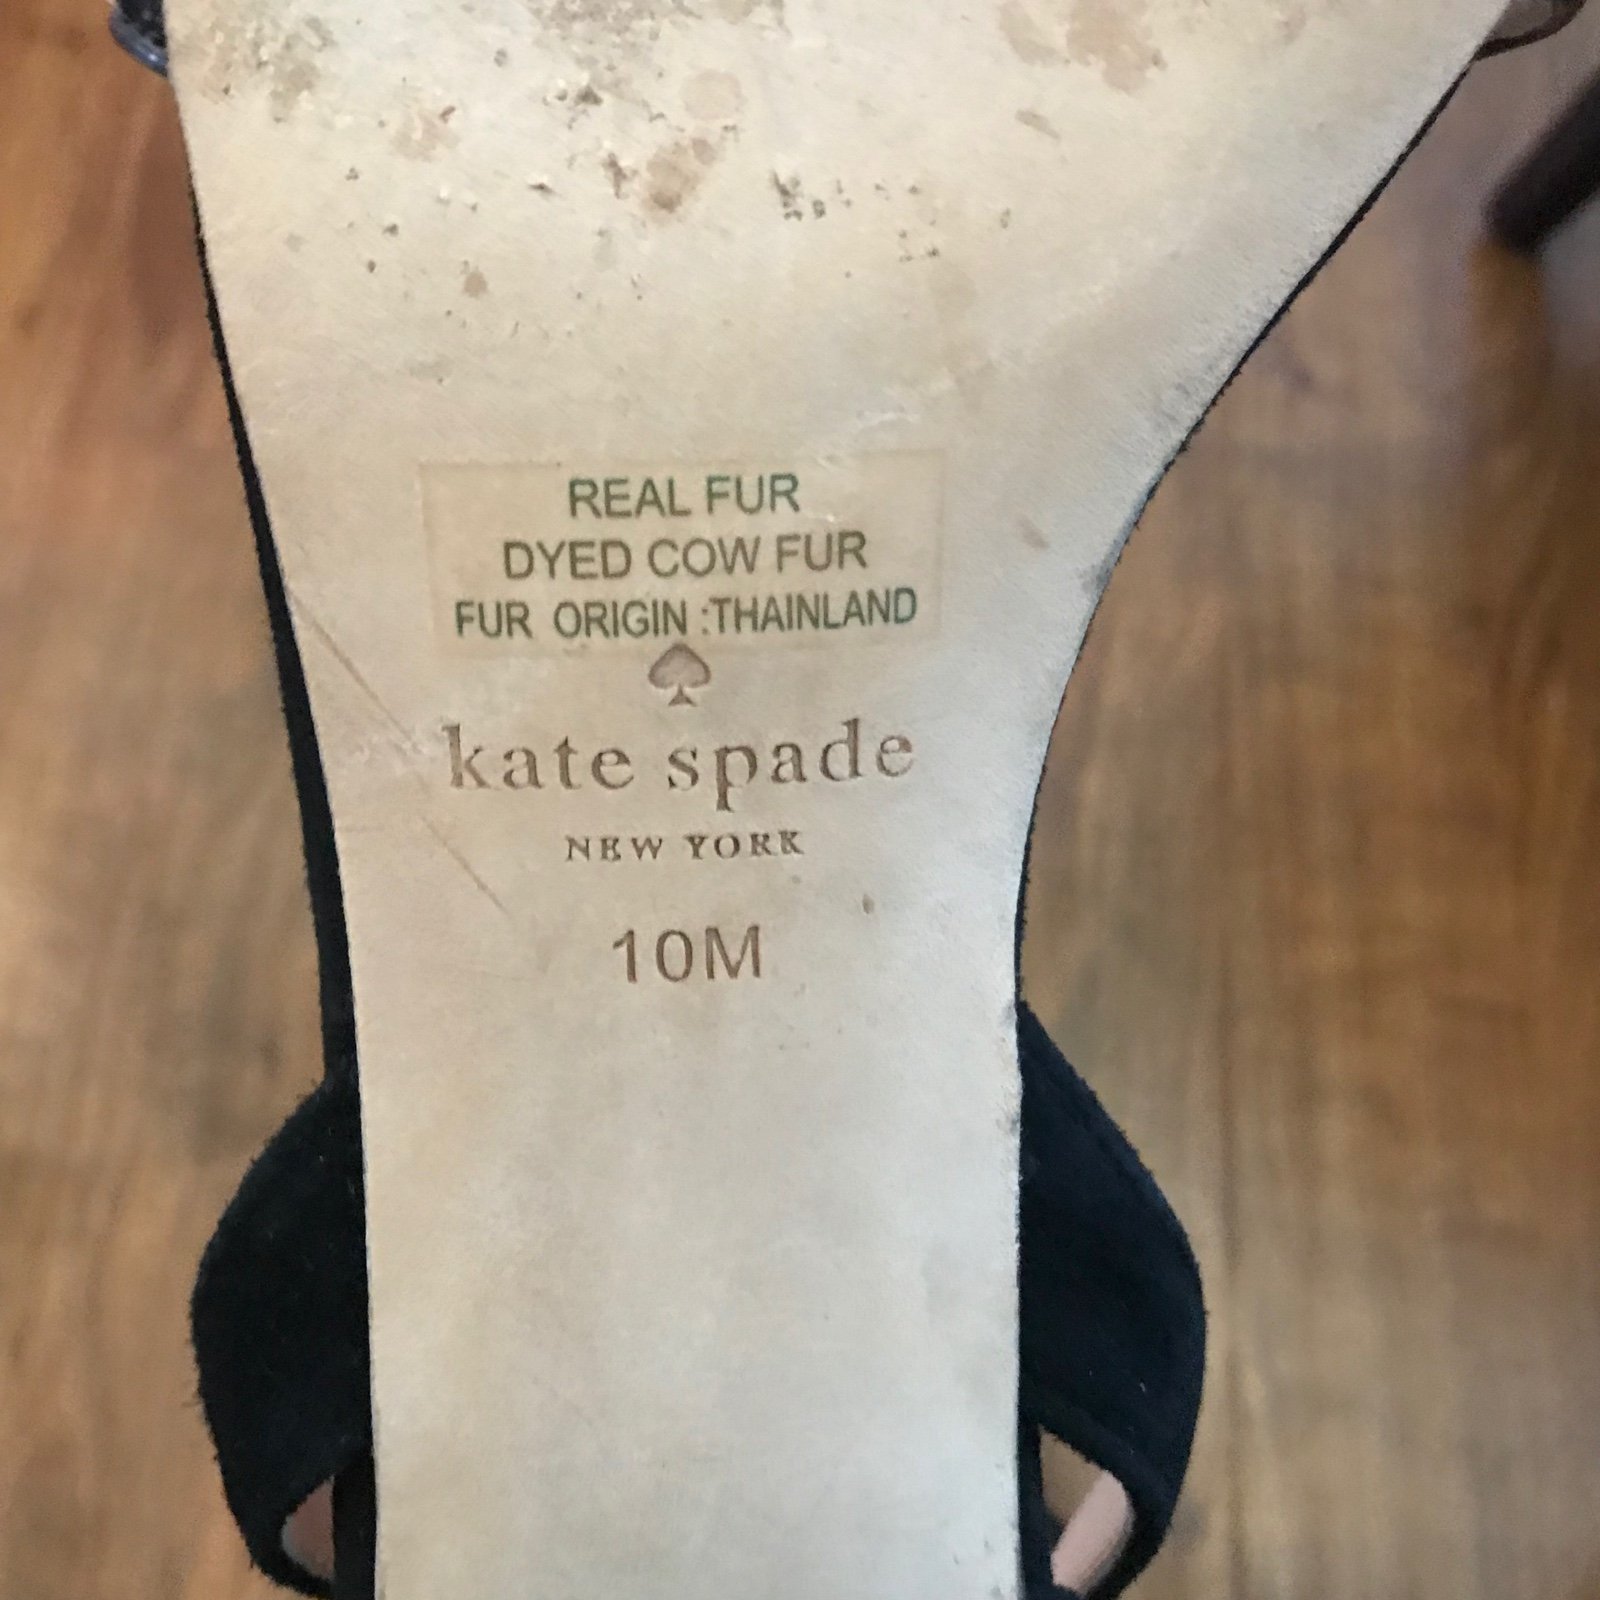 REAL FUR
DYED COW FUR
FUR ORIGIN :THAINLAND
kate spade
NEW YORK
10M